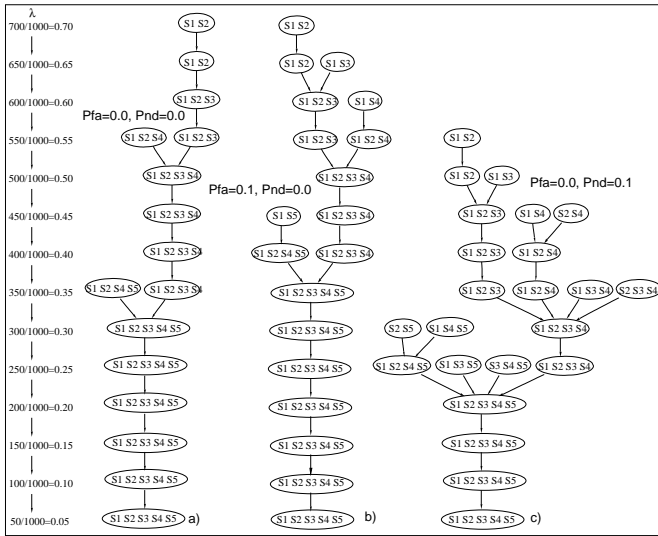 λ
700/1000=0.70 S1 S2 S1 S2
650/1000=0.65 S1 S2 S1 S2 S1 S3
600/1000=0.60 S1 S2 S3 S1 S2 S3 S1 S4
Pfa=0.0, Pnd=0.0
550/1000=0.55 S1 S2 S4 S1 S2 S3 S1 S2 S3 S1 S2 S4 S1 S2
500/1000=0.50 S1 S2 S3 S4 S1 S2 S3 S4 S1 S2 S1 S3
Pfa=0.1, Pnd=0.0 Pfa=0.0, Pnd=0.1
450/1000=0.45 S1 S2 S3 S4 S1 S5 S1 S2 S3 S4 S1 S2 S3 S1 S4 S2 S4
400/1000=0.40 S1 S2 S3 S4 S1 S2 S4 S5 S1 S2 S3 S4 S1 S2 S3 S1 S2 S4
350/1000=0.35 S1 S2 S4 S5 S1 S2 S3 S4 S1 S2 S3 S4 S5 S1 S2 S3 S1 S2 S4 S1 S3 S4 S2 S3 S4
300/1000=0.30 S1 S2 S3 S4 S5 S1 S2 S3 S4 S5 S2 S5 S1 S4 S5 S1 S2 S3 S4
250/1000=0.25 S1 S2 S3 S4 S5 S1 S2 S3 S4 S5 S1 S2 S4 S5 S1 S3 S5 S3 S4 S5 S1 S2 S3 S4
200/1000=0.20 S1 S2 S3 S4 S5 S1 S2 S3 S4 S5 S1 S2 S3 S4 S5
150/1000=0.15 S1 S2 S3 S4 S5 S1 S2 S3 S4 S5 S1 S2 S3 S4 S5
100/1000=0.10 S1 S2 S3 S4 S5 S1 S2 S3 S4 S5 S1 S2 S3 S4 S5
50/1000=0.05 S1 S2 S3 S4 S5 a) S1 S2 S3 S4 S5 b) S1 S2 S3 S4 S5 c)